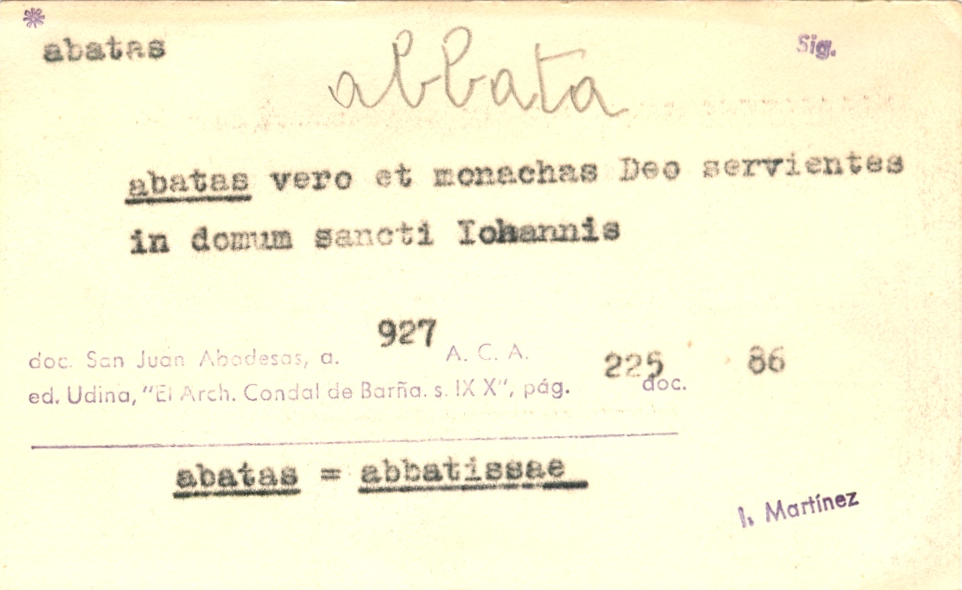 *
abatas
abbata
Sig.
abatas vero et monachas Deo servientes
in domum sancti Iohannis
doc. San Juan Abadesas, a. 927 A. C. A.
ed. Udina, "El Arch. Condal de Barña. s. IX X", pág. 225 doc. 86
abatas = abbatissae
I. Martínez